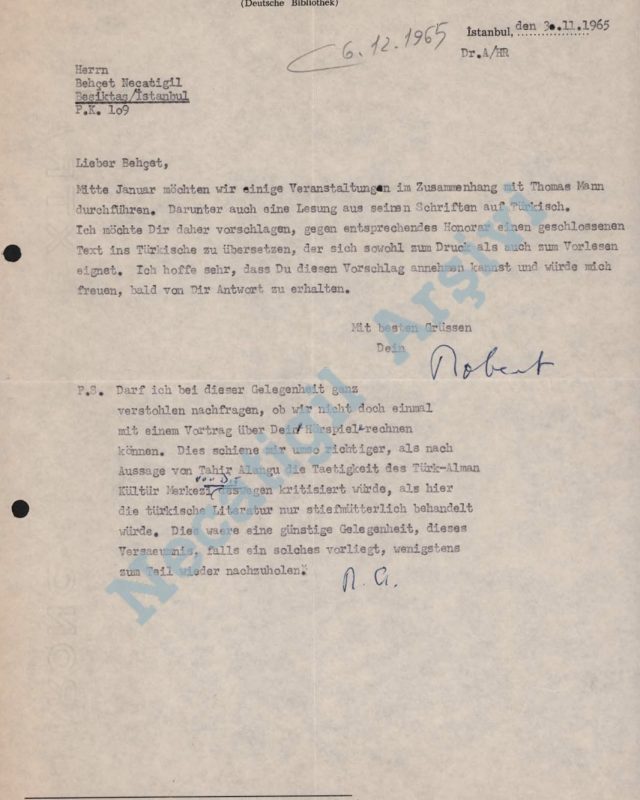 (Deutsche Bibliothek)
İstanbul, den 30.11.1965
6.12.1965
Dr.A/HR
Herrn
Behçet Necatigil
Beşiktaş/İstanbul
P.K. 109
Lieber Behçet,
Mitte Januar möchten wir einige Veranstaltungen im Zusammenhang mit Thomas Mann
durchführen. Darunter auch eine Lesung aus seinen Schriften auf Türkisch.
Ich möchte Dir daher vorschlagen, gegen entsprechendes Honorar einen geschlossenen
Text ins Türkische zu übersetzen, der sich sowohl zum Druck als auch zum Vorlesen
eignet. Ich hoffe sehr, dass Du diesen Vorschlag annehmen kannst und würde mich
freuen, bald von Dir Antwort zu erhalten.
Mit besten Grüssen
Dein
Robert
P.S. Darf ich bei dieser Gelegenheit ganz
verstohlen nachfragen, ob wir nicht doch einmal
mit einem Vortrag über Dein Hörspiel rechnen
können. Dies schiene mir umso richtiger, als nach
Aussage von Tahir Alangu die Taetigkeit des Türk-Alman
Kültür Merkezi deswegen kritisiert würde, als hier
die türkische Literatur nur stiefmütterlich behandelt
würde. Dies waere eine günstige Gelegenheit, dieses
Versaeumnis, falls ein solches vorliegt, wenigstens
zum Teil wieder nachzuholen.
R. A.
Necatigil Arşivi